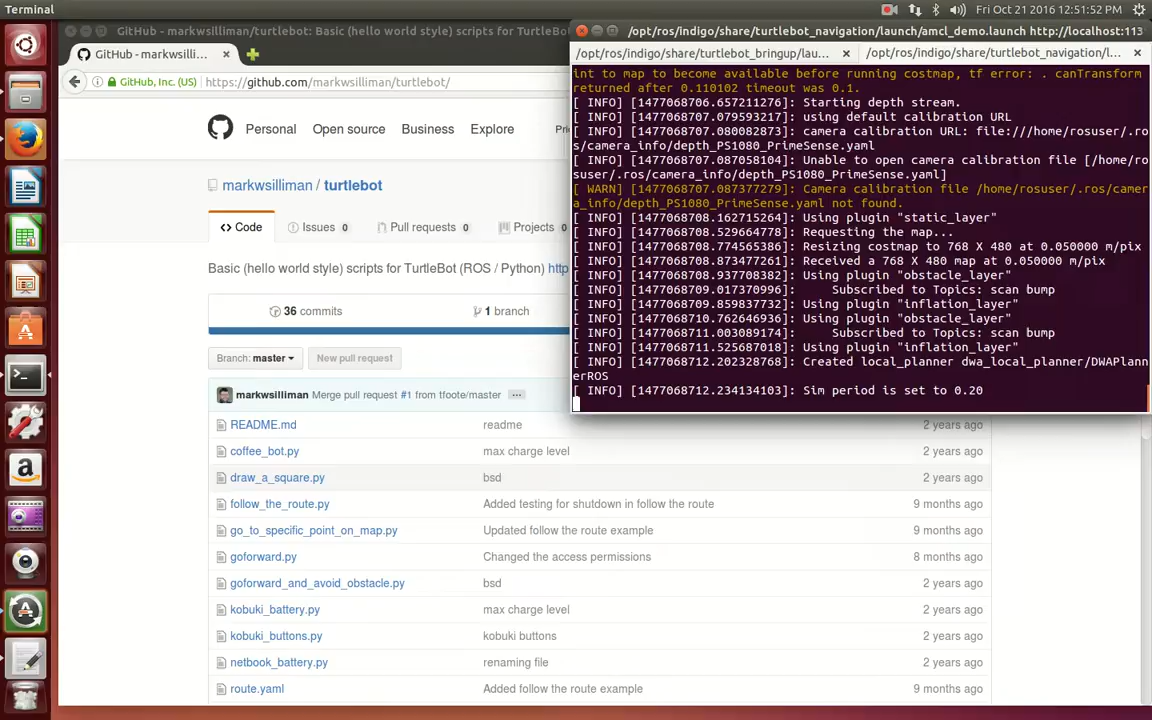 Terminal
Fri Oct 21 2016 12:51:52 PM
GitHub - markwsilliman/turtlebot: Basic (hello world style) scripts for TurtleBo
GitHub - markwsilli...
GitHub, Inc. (US)
https://github.com/markwsilliman/turtlebot/
Personal Open source Business Explore
markwsilliman / turtlebot
Code
Issues 0
Pull requests 0
Projects 0
Basic (hello world style) scripts for TurtleBot (ROS / Python) http
36 commits
1 branch
Branch: master
New pull request
markwsilliman Merge pull request #1 from tfoote/master ...
README.md readme 2 years ago
coffee_bot.py max charge level 2 years ago
draw_a_square.py bsd 2 years ago
follow_the_route.py Added testing for shutdown in follow the route 9 months ago
go_to_specific_point_on_map.py Updated follow the route example 9 months ago
goforward.py Changed the access permissions 8 months ago
goforward_and_avoid_obstacle.py bsd 2 years ago
kobuki_battery.py max charge level 2 years ago
kobuki_buttons.py kobuki buttons 2 years ago
netbook_battery.py renaming file 2 years ago
route.yaml Added follow the route example 9 months ago
/opt/ros/indigo/share/turtlebot_navigation/launch/amcl_demo.launch http://localhost:113
/opt/ros/indigo/share/turtlebot_bringup/lau...
/opt/ros/indigo/share/turtlebot_navigation/l...
int to map to become available before running costmap, tf error: . canTransform
returned after 0.110102 timeout was 0.1.
[ INFO] [1477068706.657211276]: Starting depth stream.
[ INFO] [1477068707.079593217]: using default calibration URL
[ INFO] [1477068707.080082873]: camera calibration URL: file:///home/rosuser/.ro
s/camera_info/depth_PS1080_PrimeSense.yaml
[ INFO] [1477068707.087058104]: Unable to open camera calibration file [/home/ro
suser/.ros/camera_info/depth_PS1080_PrimeSense.yaml]
[ WARN] [1477068707.087377279]: Camera calibration file /home/rosuser/.ros/camer
a_info/depth_PS1080_PrimeSense.yaml not found.
[ INFO] [1477068708.162715264]: Using plugin "static_layer"
[ INFO] [1477068708.529664778]: Requesting the map...
[ INFO] [1477068708.774565386]: Resizing costmap to 768 X 480 at 0.050000 m/pix
[ INFO] [1477068708.873477261]: Received a 768 X 480 map at 0.050000 m/pix
[ INFO] [1477068708.937708382]: Using plugin "obstacle_layer"
[ INFO] [1477068709.017370996]: Subscribed to Topics: scan bump
[ INFO] [1477068709.859837732]: Using plugin "inflation_layer"
[ INFO] [1477068710.762646936]: Using plugin "obstacle_layer"
[ INFO] [1477068711.003089174]: Subscribed to Topics: scan bump
[ INFO] [1477068711.525687018]: Using plugin "inflation_layer"
[ INFO] [1477068712.202328768]: Created local_planner dwa_local_planner/DWAPlann
erROS
[ INFO] [1477068712.234134103]: Sim period is set to 0.20